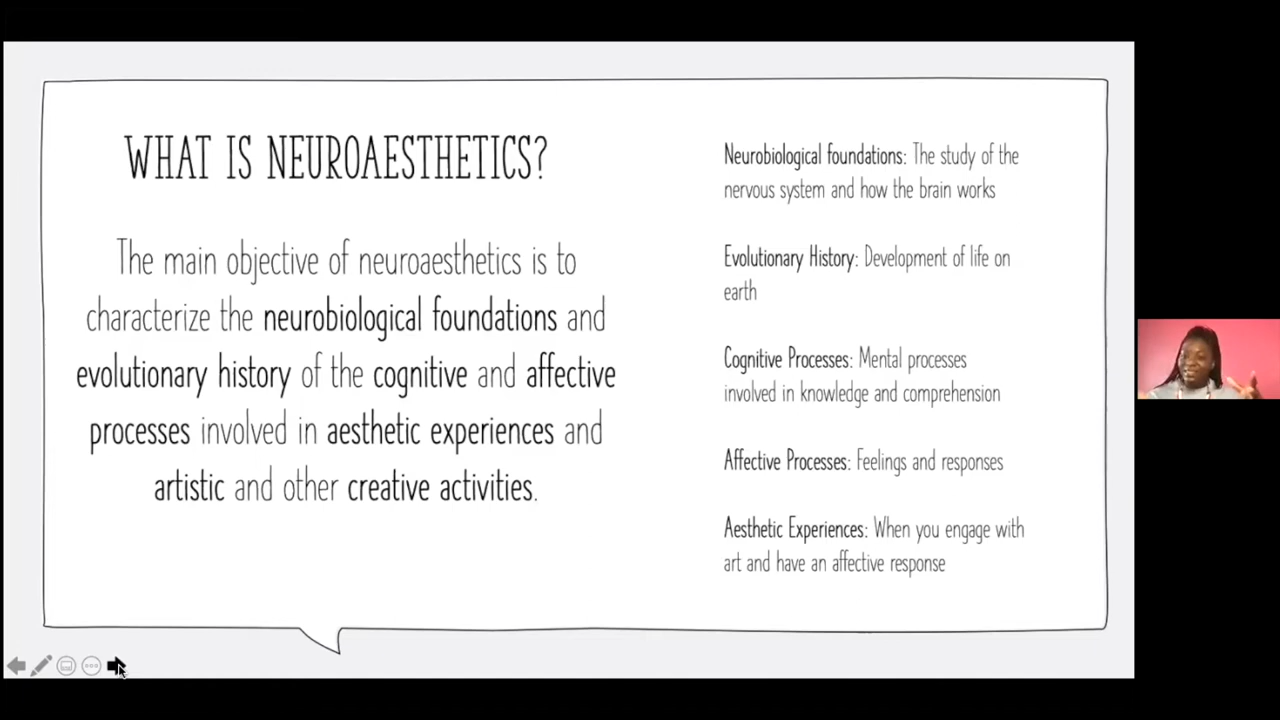 WHAT IS NEUROAESTHETICS?
The main objective of neuroaesthetics is to
characterize the neurobiological foundations and
evolutionary history of the cognitive and affective
processes involved in aesthetic experiences and
artistic and other creative activities.
Neurobiological foundations: The study of the
nervous system and how the brain works
Evolutionary History: Development of life on
earth
Cognitive Processes: Mental processes
involved in knowledge and comprehension
Affective Processes: Feelings and responses
Aesthetic Experiences: When you engage with
art and have an affective response